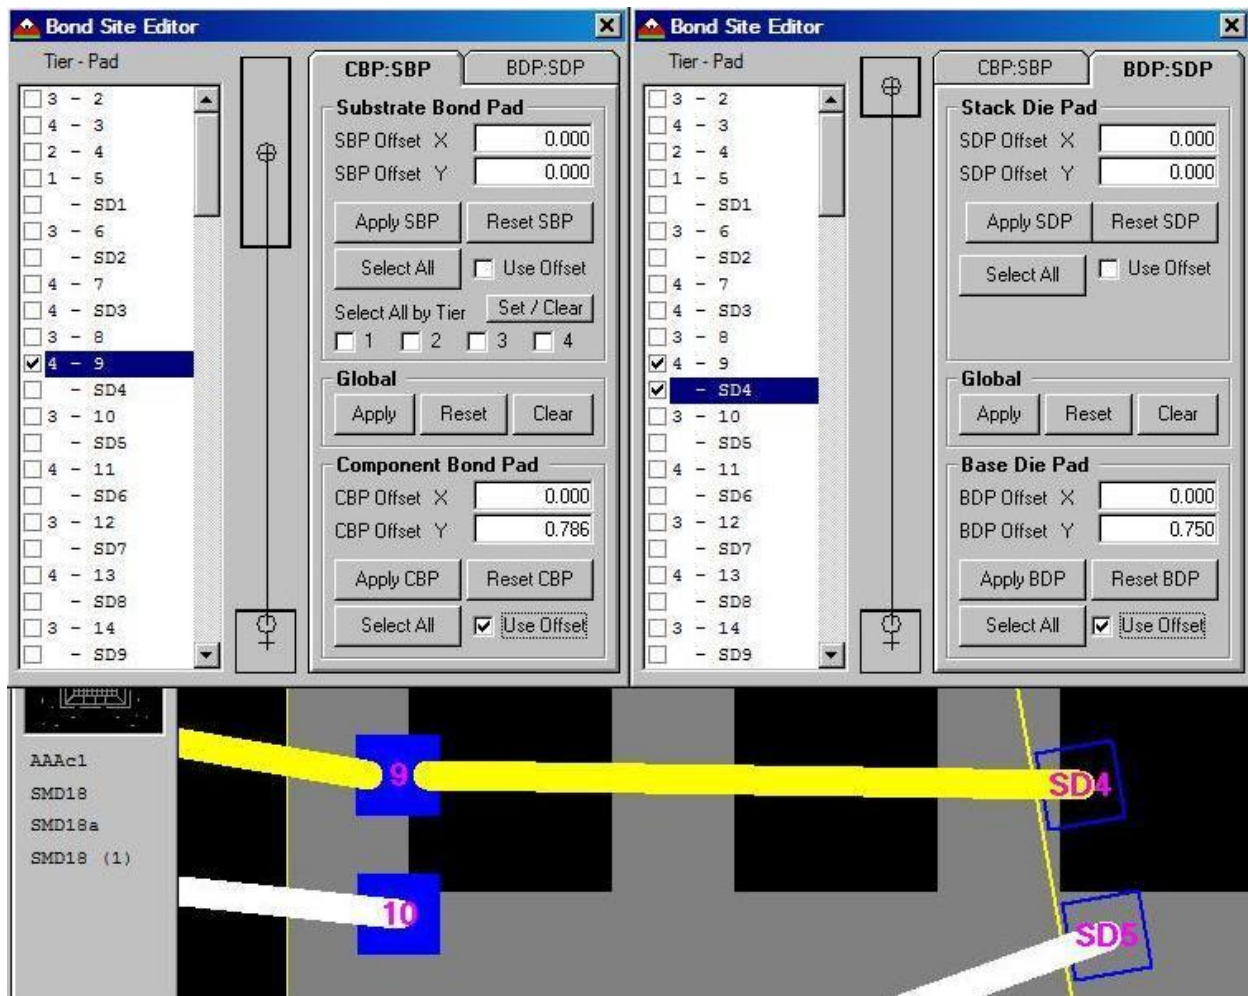 Bond Site Editor
Tier - Pad
3 - 2
4 - 3
2 - 4
1 - 5
- SD1
3 - 6
- SD2
4 - 7
- SD3
3 - 8
4 - 9
- SD4
3 - 10
- SD5
4 - 11
- SD6
3 - 12
- SD7
4 - 13
- SD8
3 - 14
- SD9
CBP:SBP BDP:SDP
Substrate Bond Pad
SBP Offset X 0.000
SBP Offset Y 0.000
Apply SBP Reset SBP
Select All Use Offset
Select All by Tier Set / Clear
1 2 3 4
Global
Apply Reset Clear
Component Bond Pad
CBP Offset X 0.000
CBP Offset Y 0.786
Apply CBP Reset CBP
Select All Use Offset
Bond Site Editor
Tier - Pad
3 - 2
4 - 3
2 - 4
1 - 5
- SD1
3 - 6
- SD2
4 - 7
- SD3
3 - 8
4 - 9
- SD4
3 - 10
- SD5
4 - 11
- SD6
3 - 12
- SD7
4 - 13
- SD8
3 - 14
- SD9
CBP:SBP BDP:SDP
Stack Die Pad
SDP Offset X 0.000
SDP Offset Y 0.000
Apply SDP Reset SDP
Select All Use Offset
Global
Apply Reset Clear
Base Die Pad
BDP Offset X 0.000
BDP Offset Y 0.750
Apply BDP Reset BDP
Select All Use Offset
AAAc1
SMD18
SMD18a
SMD18 (1)
9 SD4
10 SD5